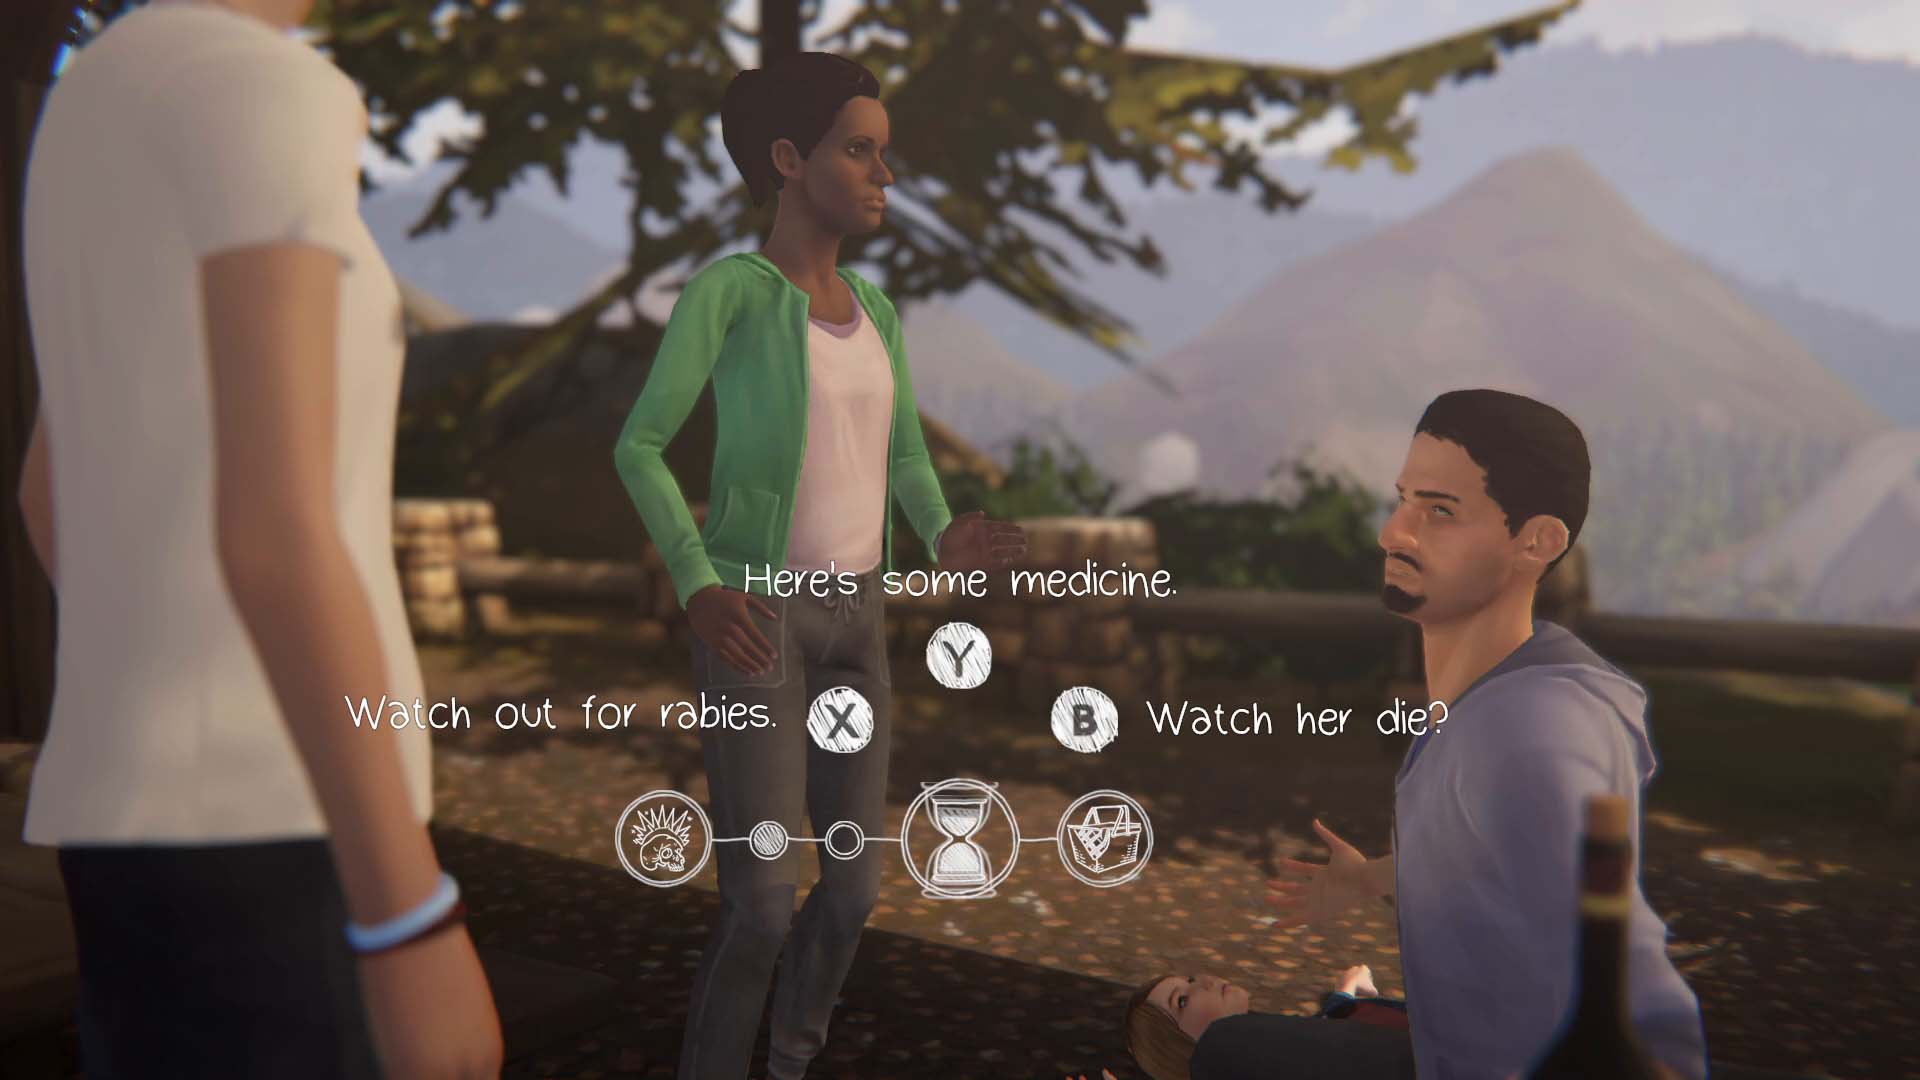 Here's some medicine.
Y
Watch out for rabies. X
B Watch her die?